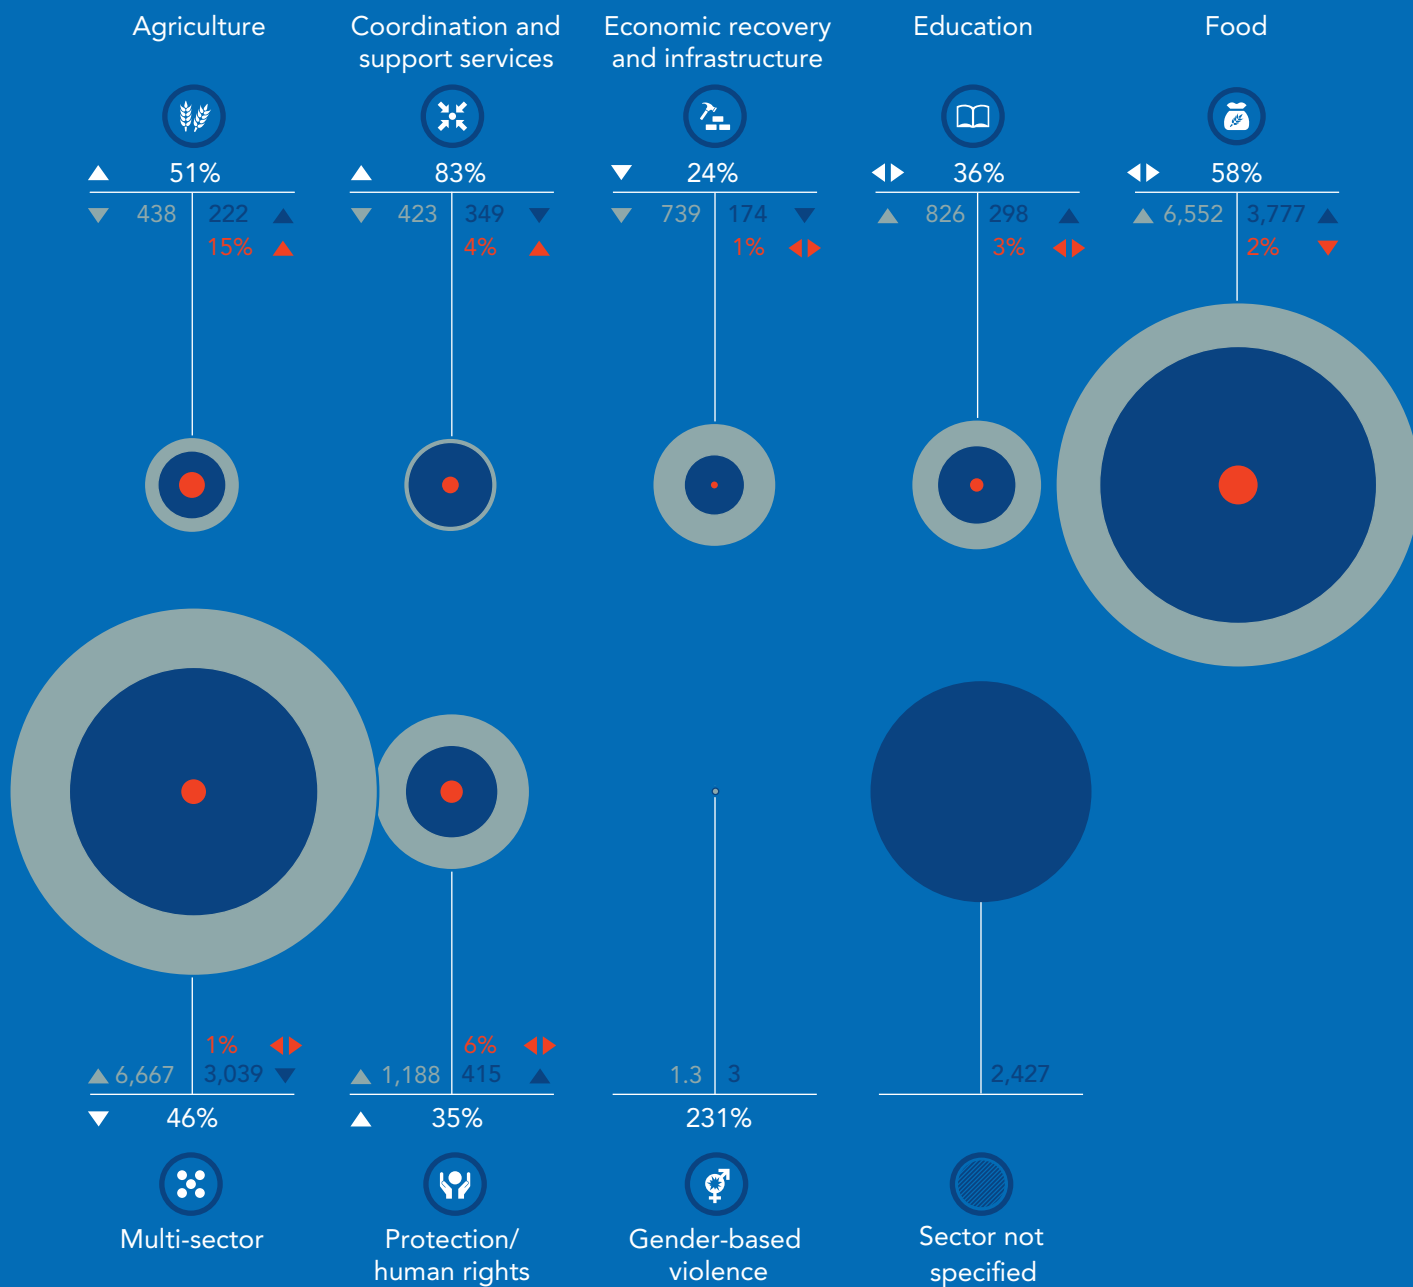 Agriculture
Coordination and
support services
Economic recovery
and infrastructure
Education
Food
51%
438 222
15%
83%
423 349
4%
24%
739 174
1%
36%
826 298
3%
58%
6,552 3,777
2%
1%
6,667 3,039
46%
6%
1,188 415
35%
1.3 3
231%
2,427
Multi-sector
Protection/
human rights
Gender-based
violence
Sector not
specified